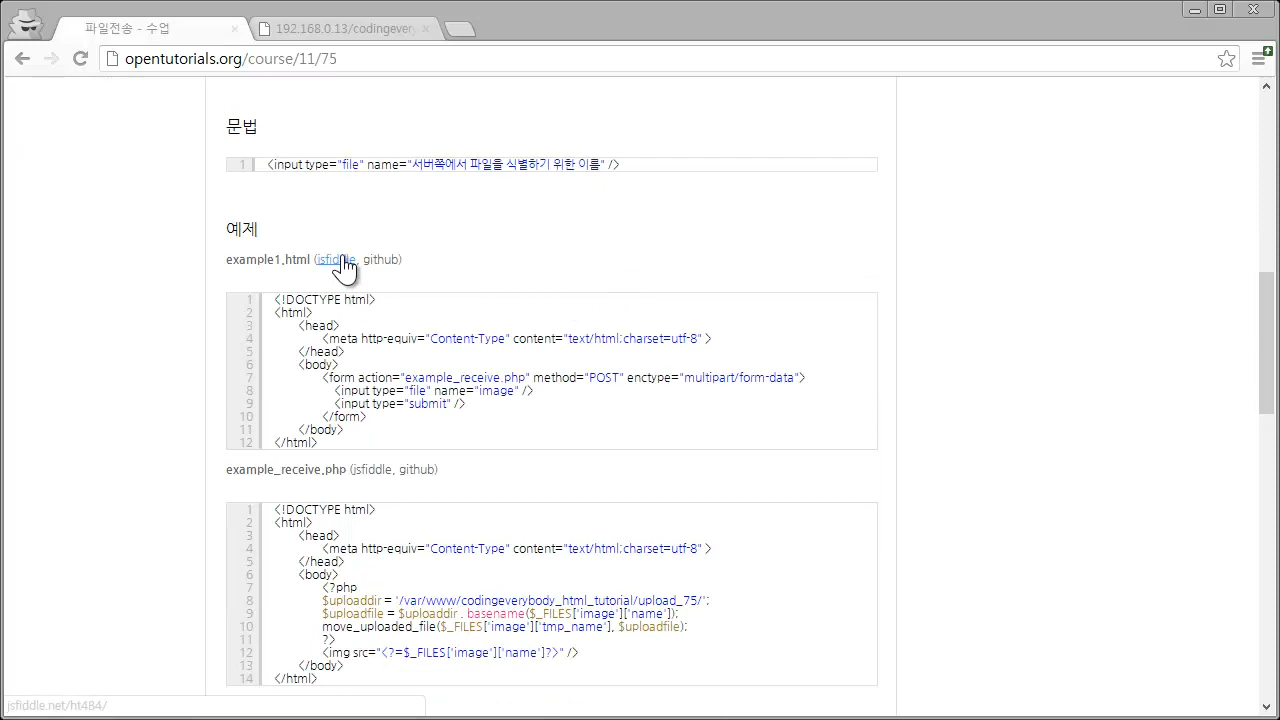 파일전송 - 수업
192.168.0.13/codingevery
opentutorials.org/course/11/75
문법
1 <input type="file" name="서버쪽에서 파일을 식별하기 위한 이름" />
예제
example1.html (jsfiddle, github)
1 <!DOCTYPE html>
2 <html>
3 <head>
4 <meta http-equiv="Content-Type" content="text/html;charset=utf-8" >
5 </head>
6 <body>
7 <form action="example_receive.php" method="POST" enctype="multipart/form-data">
8 <input type="file" name="image" />
9 <input type="submit" />
10 </form>
11 </body>
12 </html>
example_receive.php (jsfiddle, github)
1 <!DOCTYPE html>
2 <html>
3 <head>
4 <meta http-equiv="Content-Type" content="text/html;charset=utf-8" >
5 </head>
6 <body>
7 <?php
8 $uploaddir = '/var/www/codingeverybody_html_tutorial/upload_75/';
9 $uploadfile = $uploaddir . basename($_FILES['image']['name']);
10 move_uploaded_file($_FILES['image']['tmp_name'], $uploadfile);
11 ?>
12 <img src="<?=$_FILES['image']['name']?>" />
13 </body>
14 </html>
jsfiddle.net/ht484/